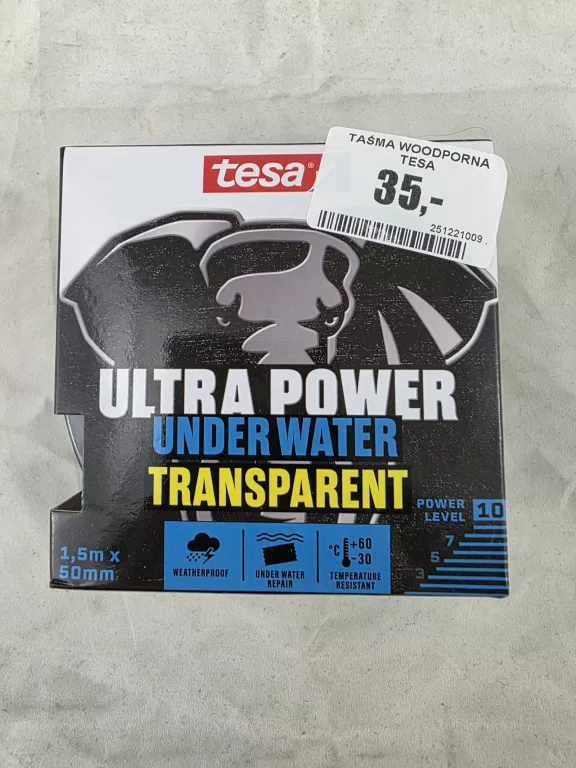 TAŚMA WOODPORNA
TESA
35,-
251221009
tesa®
ULTRA POWER
UNDER WATER
TRANSPARENT
POWER
LEVEL 10
7
5
3
1,5m x
50mm
WEATHERPROOF
UNDER WATER
REPAIR
°C +60
-30
TEMPERATURE
RESISTANT